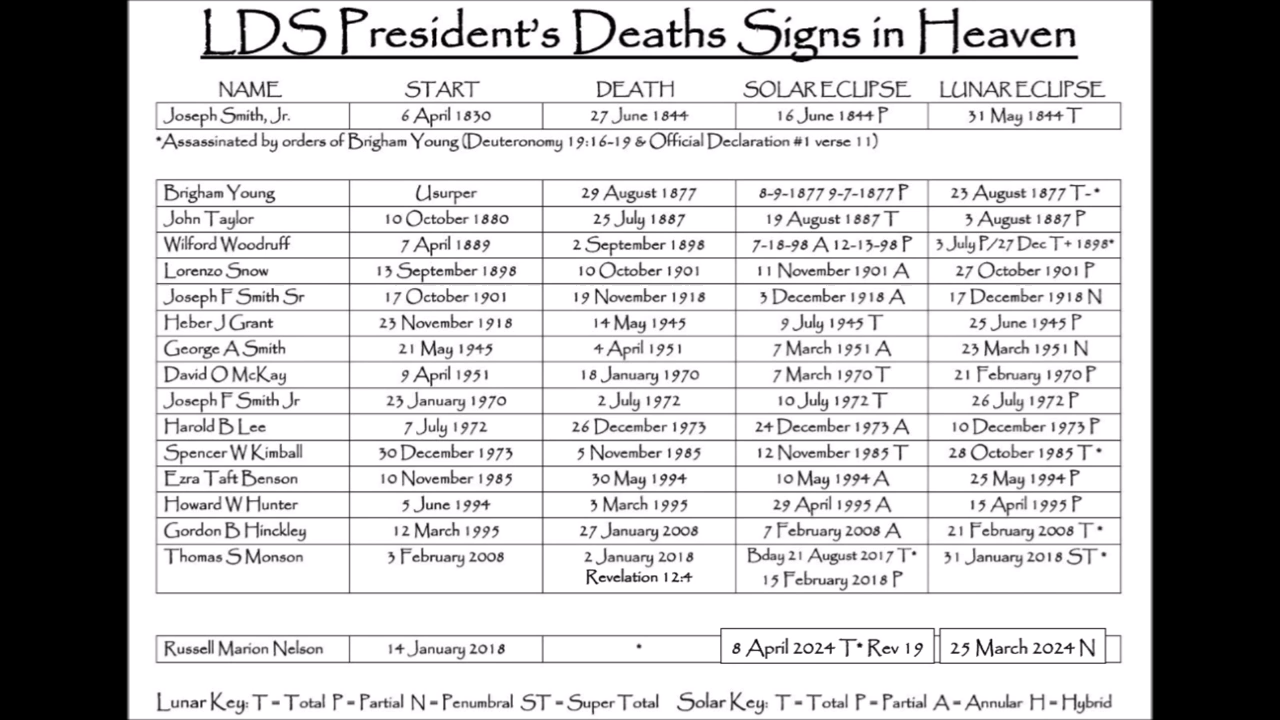 LDS President's Deaths Signs in Heaven
NAME START DEATH SOLAR ECLIPSE LUNAR ECLIPSE
Joseph Smith, Jr. 6 April 1830 27 June 1844 16 June 1844 P 31 May 1844 T
*Assassinated by orders of Brigham Young (Deuteronomy 19:16-19 & Official Declaration #1 verse 11)
Brigham Young Usurper 29 August 1877 8-9-1877 9-7-1877 P 23 August 1877 T-*
John Taylor 10 October 1880 25 July 1887 19 August 1887 T 3 August 1887 P
Wilford Woodruff 7 April 1889 2 September 1898 7-18-98 A 12-13-98 P 3 July P/27 Dec T+ 1898*
Lorenzo Snow 13 September 1898 10 October 1901 11 November 1901 A 27 October 1901 P
Joseph F Smith Sr 17 October 1901 19 November 1918 3 December 1918 A 17 December 1918 N
Heber J Grant 23 November 1918 14 May 1945 9 July 1945 T 25 June 1945 P
George A Smith 21 May 1945 4 April 1951 7 March 1951 A 23 March 1951 N
David O McKay 9 April 1951 18 January 1970 7 March 1970 T 21 February 1970 P
Joseph F Smith Jr 23 January 1970 2 July 1972 10 July 1972 T 26 July 1972 P
Harold B Lee 7 July 1972 26 December 1973 24 December 1973 A 10 December 1973 P
Spencer W Kimball 30 December 1973 5 November 1985 12 November 1985 T 28 October 1985 T *
Ezra Taft Benson 10 November 1985 30 May 1994 10 May 1994 A 25 May 1994 P
Howard W Hunter 5 June 1994 3 March 1995 29 April 1995 A 15 April 1995 P
Gordon B Hinckley 12 March 1995 27 January 2008 7 February 2008 A 21 February 2008 T *
Thomas S Monson 3 February 2008 2 January 2018 Bday 21 August 2017 T* 31 January 2018 ST *
Revelation 12:4 15 February 2018 P
Russell Marion Nelson 14 January 2018 * 8 April 2024 T* Rev 19 25 March 2024 N
Lunar Key: T = Total P = Partial N = Penumbral ST = Super Total Solar Key: T = Total P = Partial A = Annular H = Hybrid